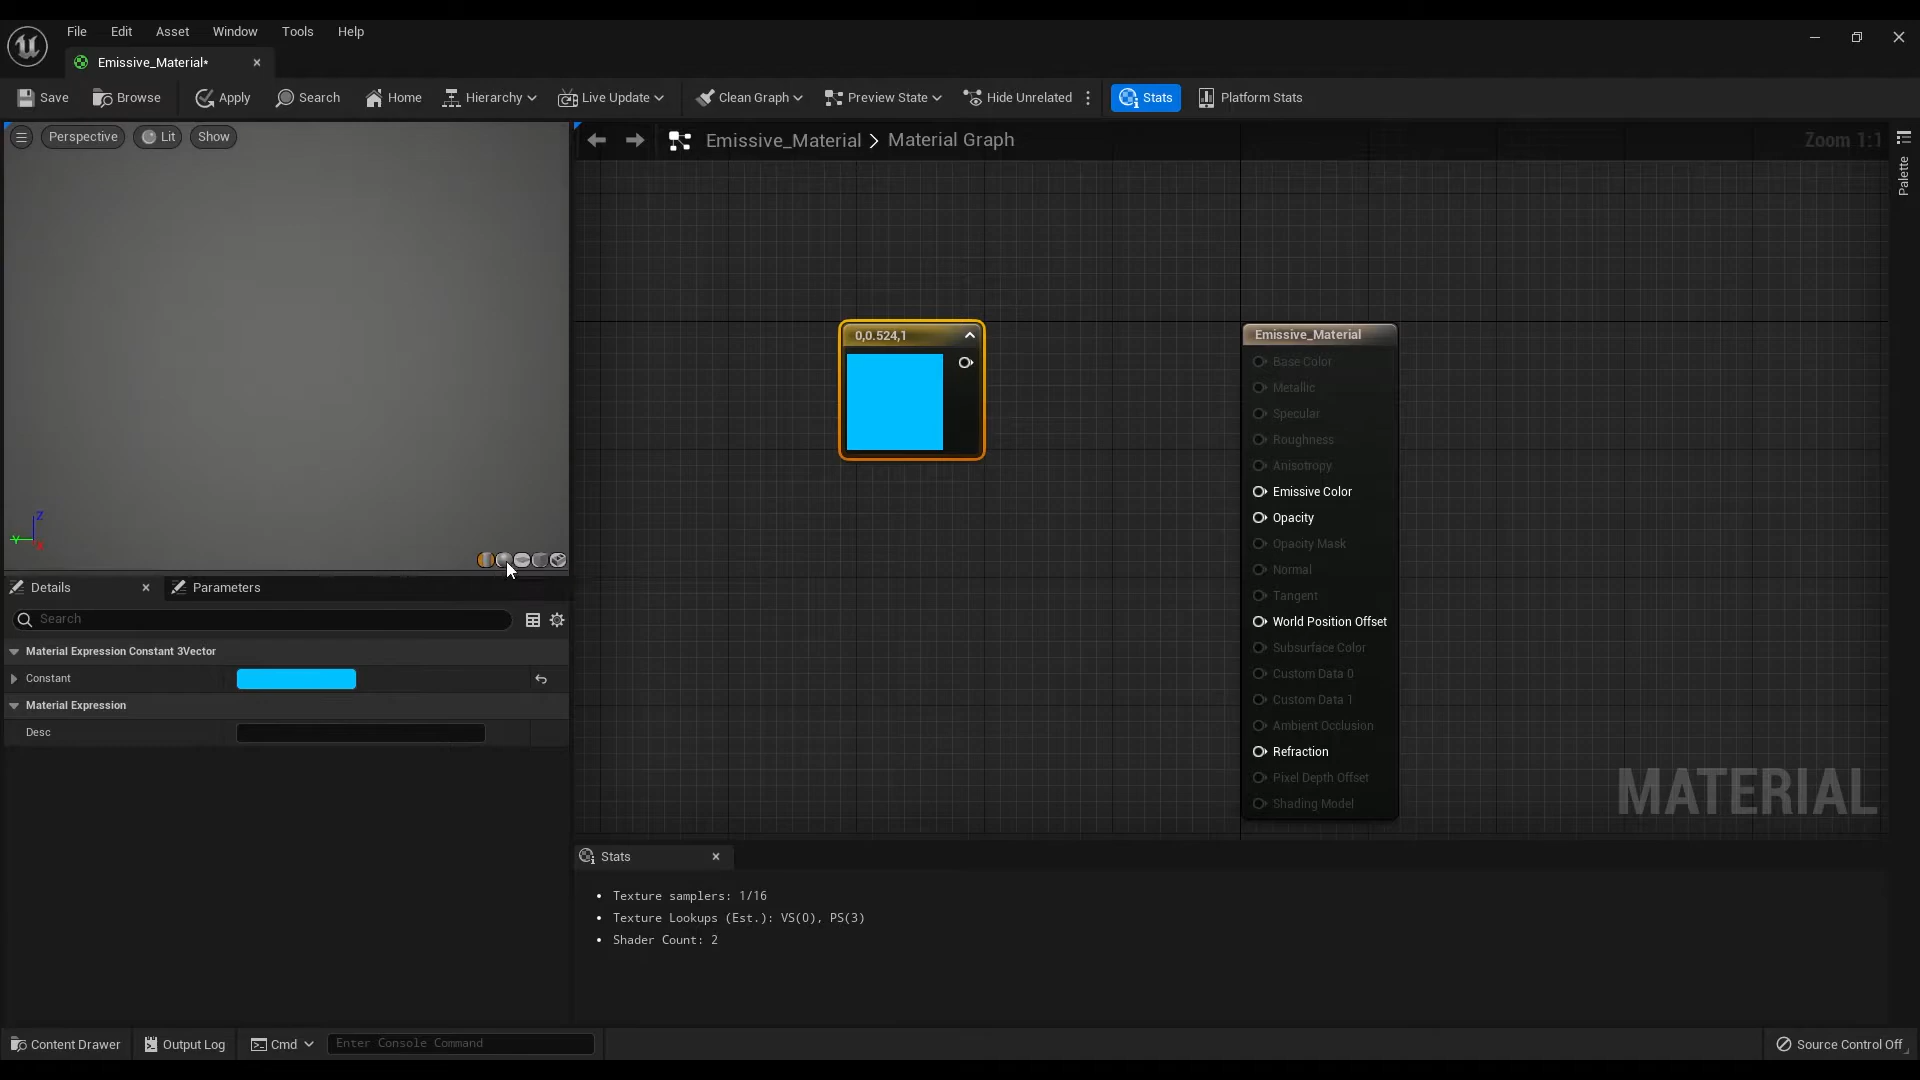 File Edit Asset Window Tools Help
Emissive_Material*
Save Browse Apply Search Home Hierarchy Live Update Clean Graph Preview State Hide Unrelated Stats Platform Stats
Perspective Lit Show
Emissive_Material > Material Graph Zoom 1:1
Palette
0,0.524,1
Emissive_Material
Base Color
Metallic
Specular
Roughness
Anisotropy
Emissive Color
Opacity
Opacity Mask
Normal
Tangent
World Position Offset
Subsurface Color
Custom Data 0
Custom Data 1
Ambient Occlusion
Refraction
Pixel Depth Offset
Shading Model
MATERIAL
Z
Y
Details Parameters
Search
Material Expression Constant 3Vector
Constant
Material Expression
Desc
Stats
Texture samplers: 1/16
Texture Lookups (Est.): VS(0), PS(3)
Shader Count: 2
Content Drawer Output Log Cmd Enter Console Command Source Control Off